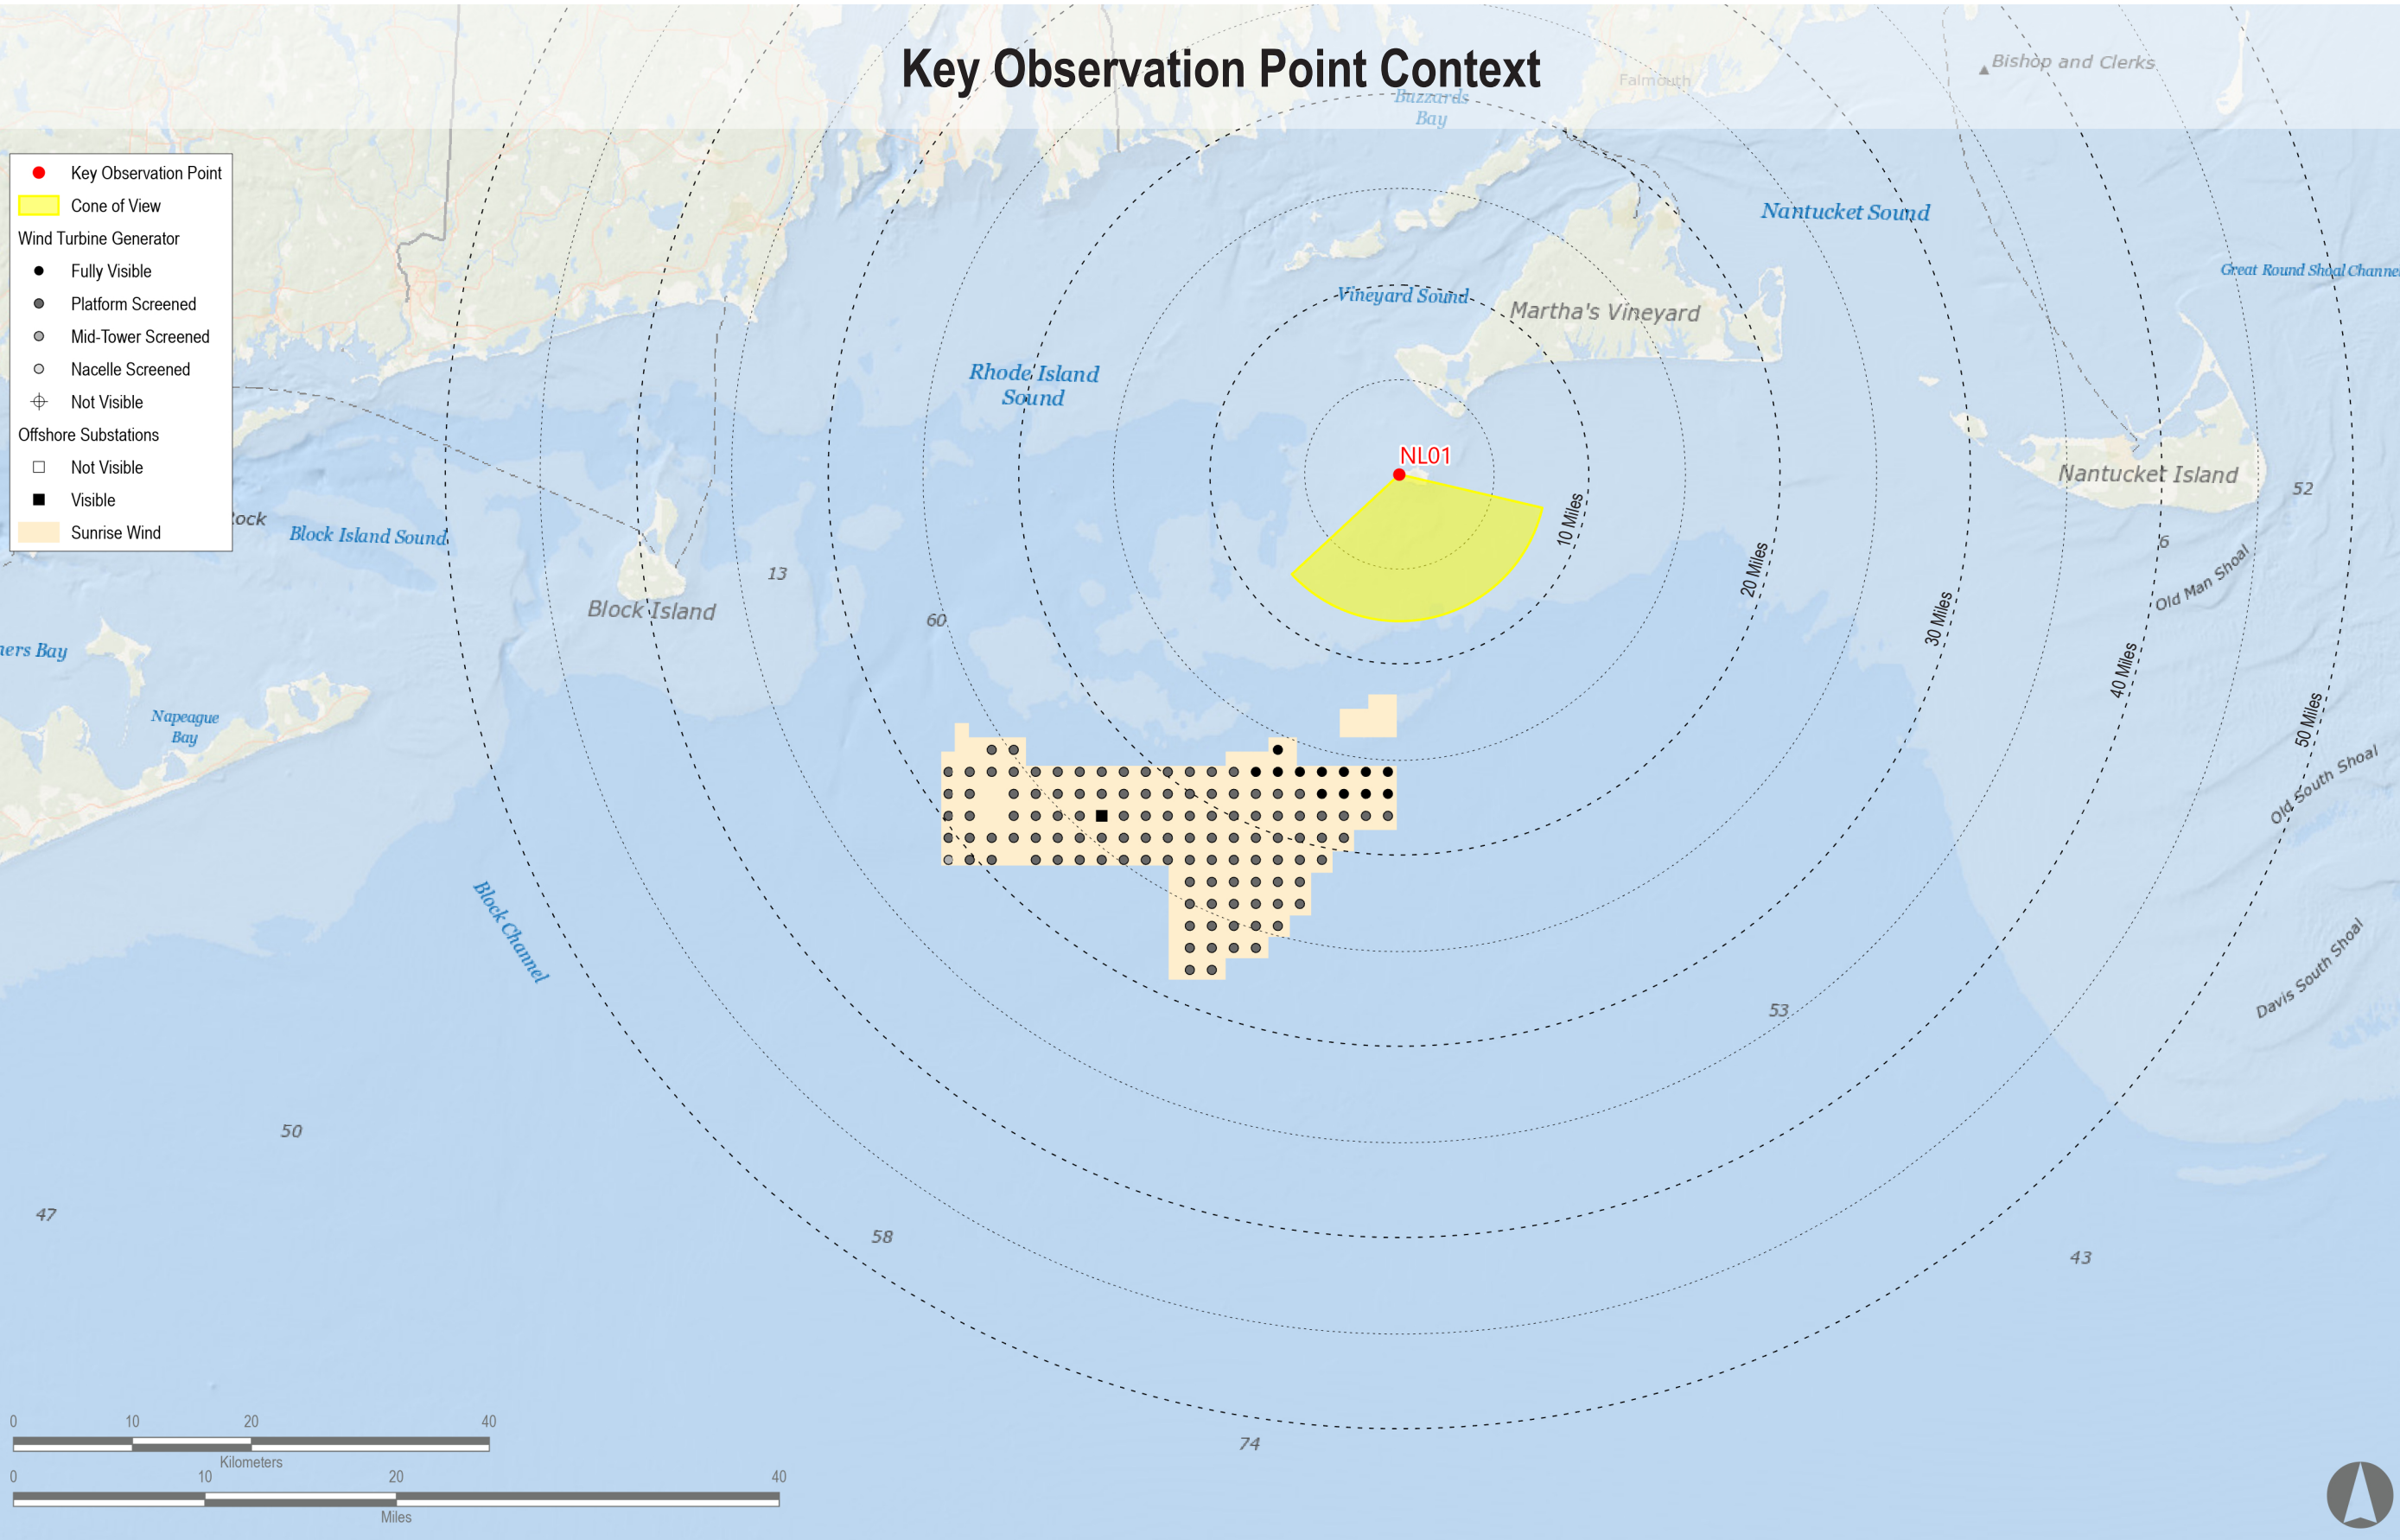 Key Observation Point Context
Bishop and Clerks
Falmouth
Buzzards
Bay
Key Observation Point
Cone of View
Wind Turbine Generator
Fully Visible
Platform Screened
Mid-Tower Screened
Nacelle Screened
Not Visible
Offshore Substations
Not Visible
Visible
Sunrise Wind
Nantucket Sound
Great Round Shoal Channe
Vineyard Sound
Martha's Vineyard
Rhode Island
Sound
NL01
Nantucket Island
52
10 Miles
20 Miles
30 Miles
40 Miles
50 Miles
6
Old Man Shoal
ock
Block Island Sound
13
Block Island
60
ners Bay
Napeague
Bay
Old South Shoal
Block Channel
Davis South Shoal
53
50
47
58
43
74
0 10 20 40
Kilometers
0 10 20 40
Miles